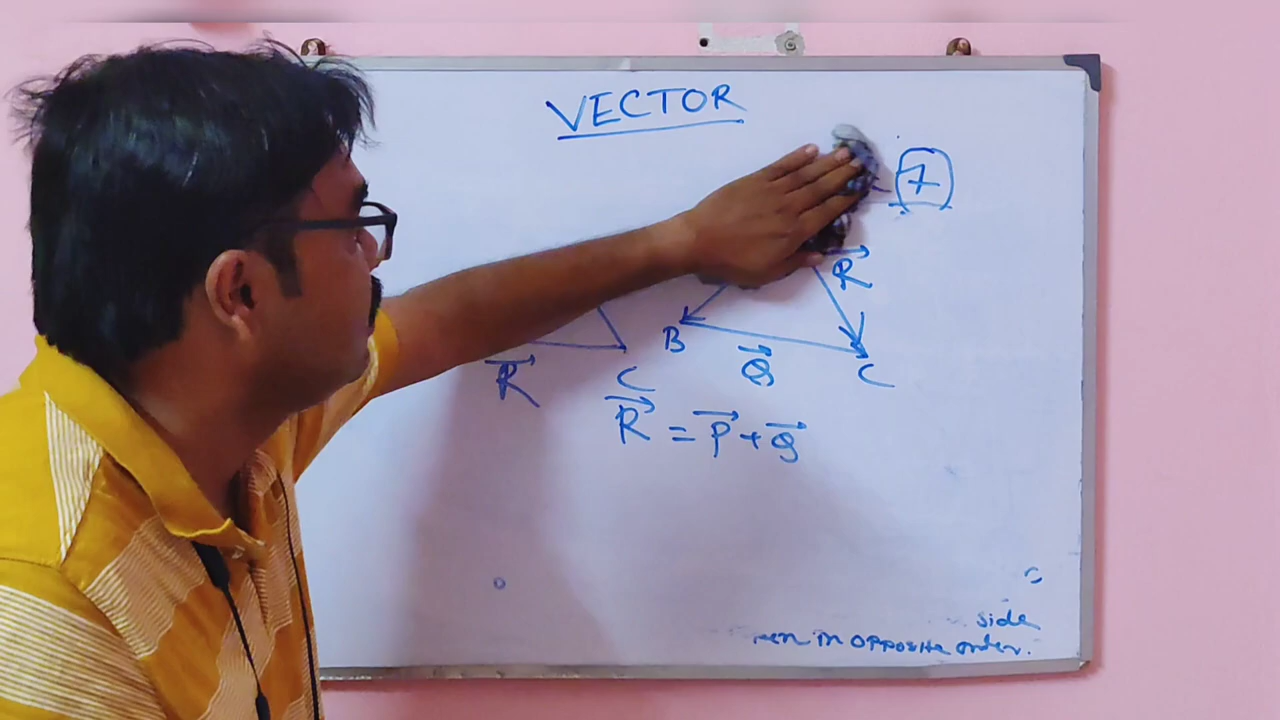 VECTOR
7
R
B
Q
C
R
C
R = P + Q
side
in opposite order.